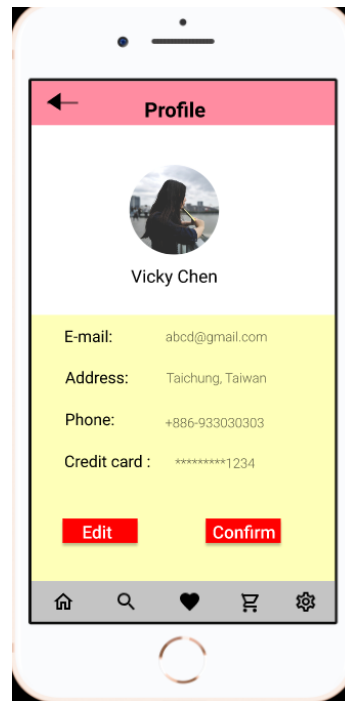 Profile
Vicky Chen
E-mail: abcd@gmail.com
Address: Taichung, Taiwan
Phone: +886-933030303
Credit card : *********1234
Edit Confirm